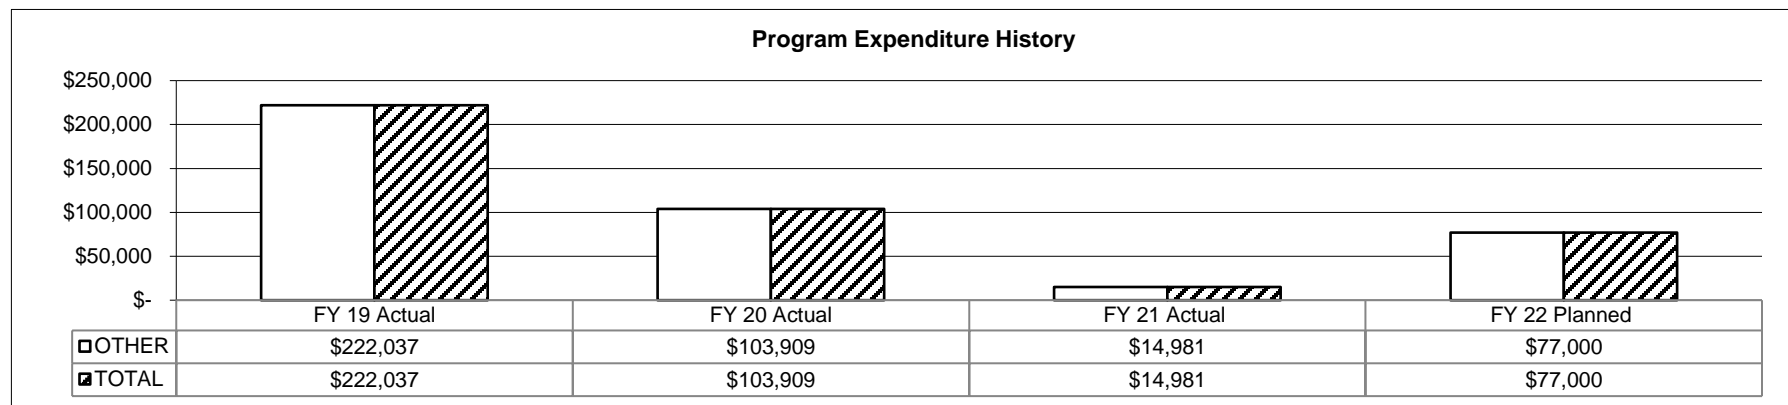 Program Expenditure History
$250,000
$200,000
$150,000
$100,000
$50,000
$-
FY 19 Actual FY 20 Actual FY 21 Actual FY 22 Planned
OTHER $222,037 $103,909 $14,981 $77,000
TOTAL $222,037 $103,909 $14,981 $77,000